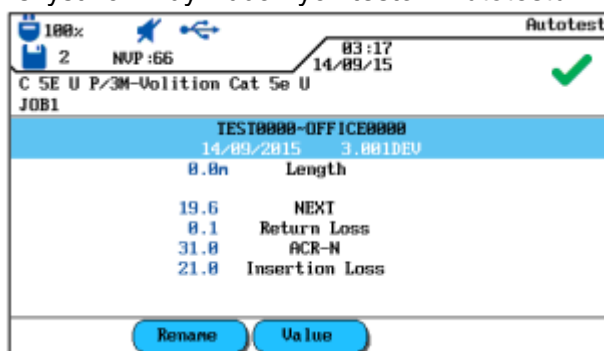 100% Autotest
2 NVP:66 03:17
14/09/15
C 5E U P/3M-Volition Cat 5e U
JOB1
TEST0000-OFFICE0000
14/09/2015 3.001DEV
0.0m Length
19.6 NEXT
0.1 Return Loss
31.0 ACR-N
21.0 Insertion Loss
Rename Value